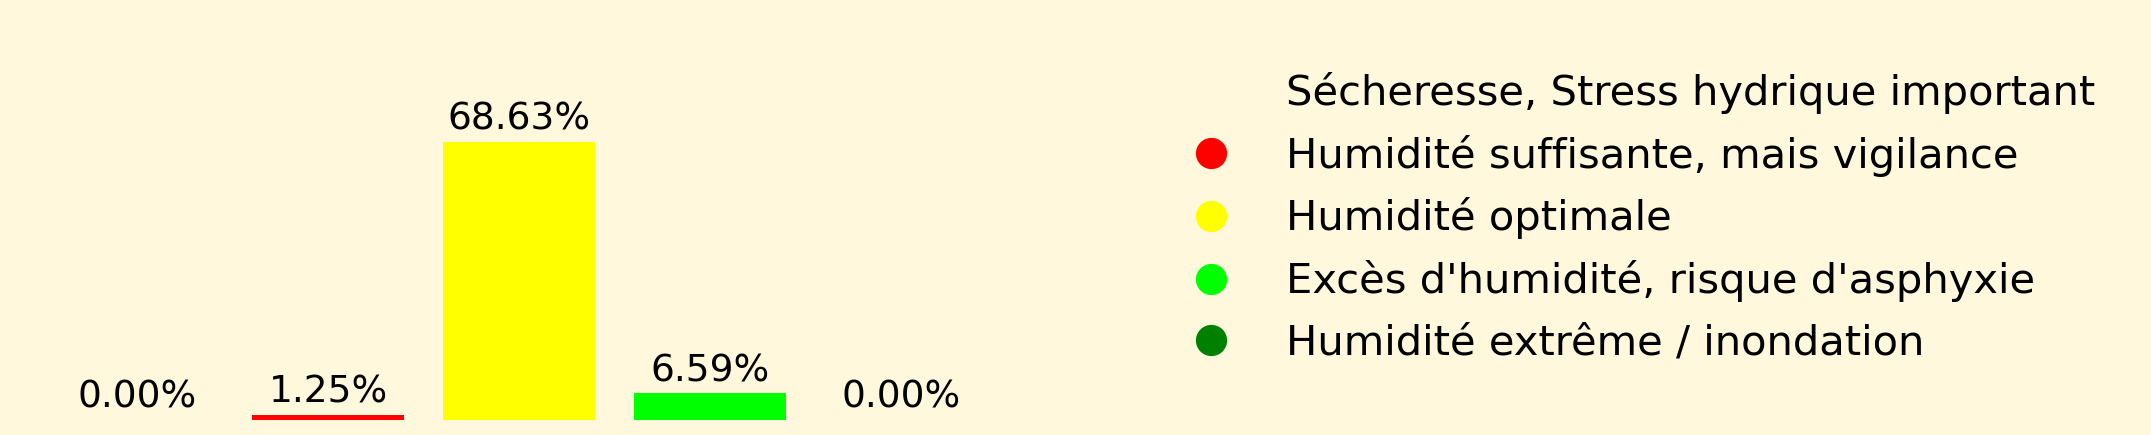 68.63%
6.59%
1.25%
0.00%
0.00%
Sécheresse, Stress hydrique important
Humidité suffisante, mais vigilance
Humidité optimale
Excès d'humidité, risque d'asphyxie
Humidité extrême / inondation